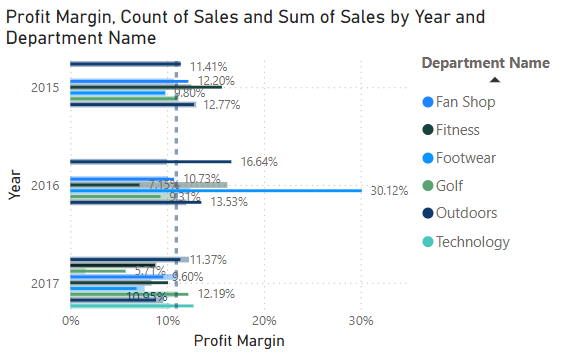 Profit Margin, Count of Sales and Sum of Sales by Year and
Department Name
Department Name
Fan Shop
Fitness
Footwear
Golf
Outdoors
Technology
Year
2015
11.41%
12.20%
9.80%
12.77%
2016
16.64%
10.73%
7.15%
30.12%
9.31%
13.53%
2017
11.37%
5.71%
9.60%
12.19%
10.95%
0%
10%
20%
30%
Profit Margin